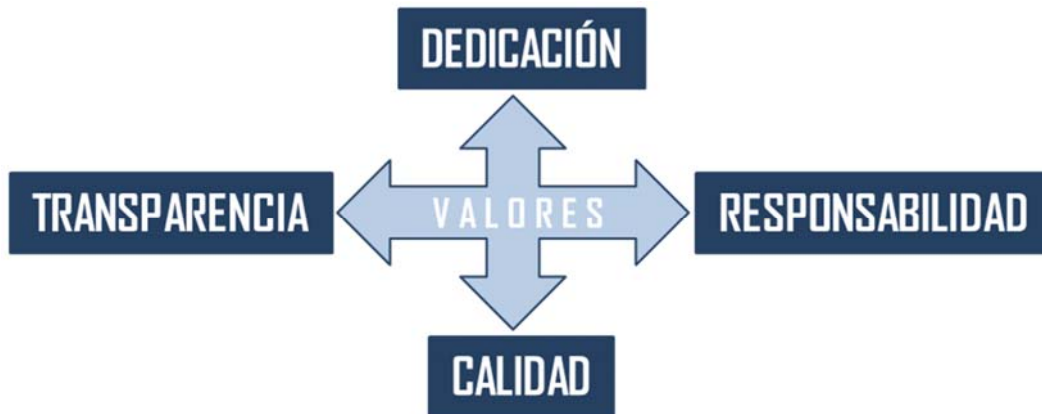 DEDICACIÓN
TRANSPARENCIA
VALORES
RESPONSABILIDAD
CALIDAD